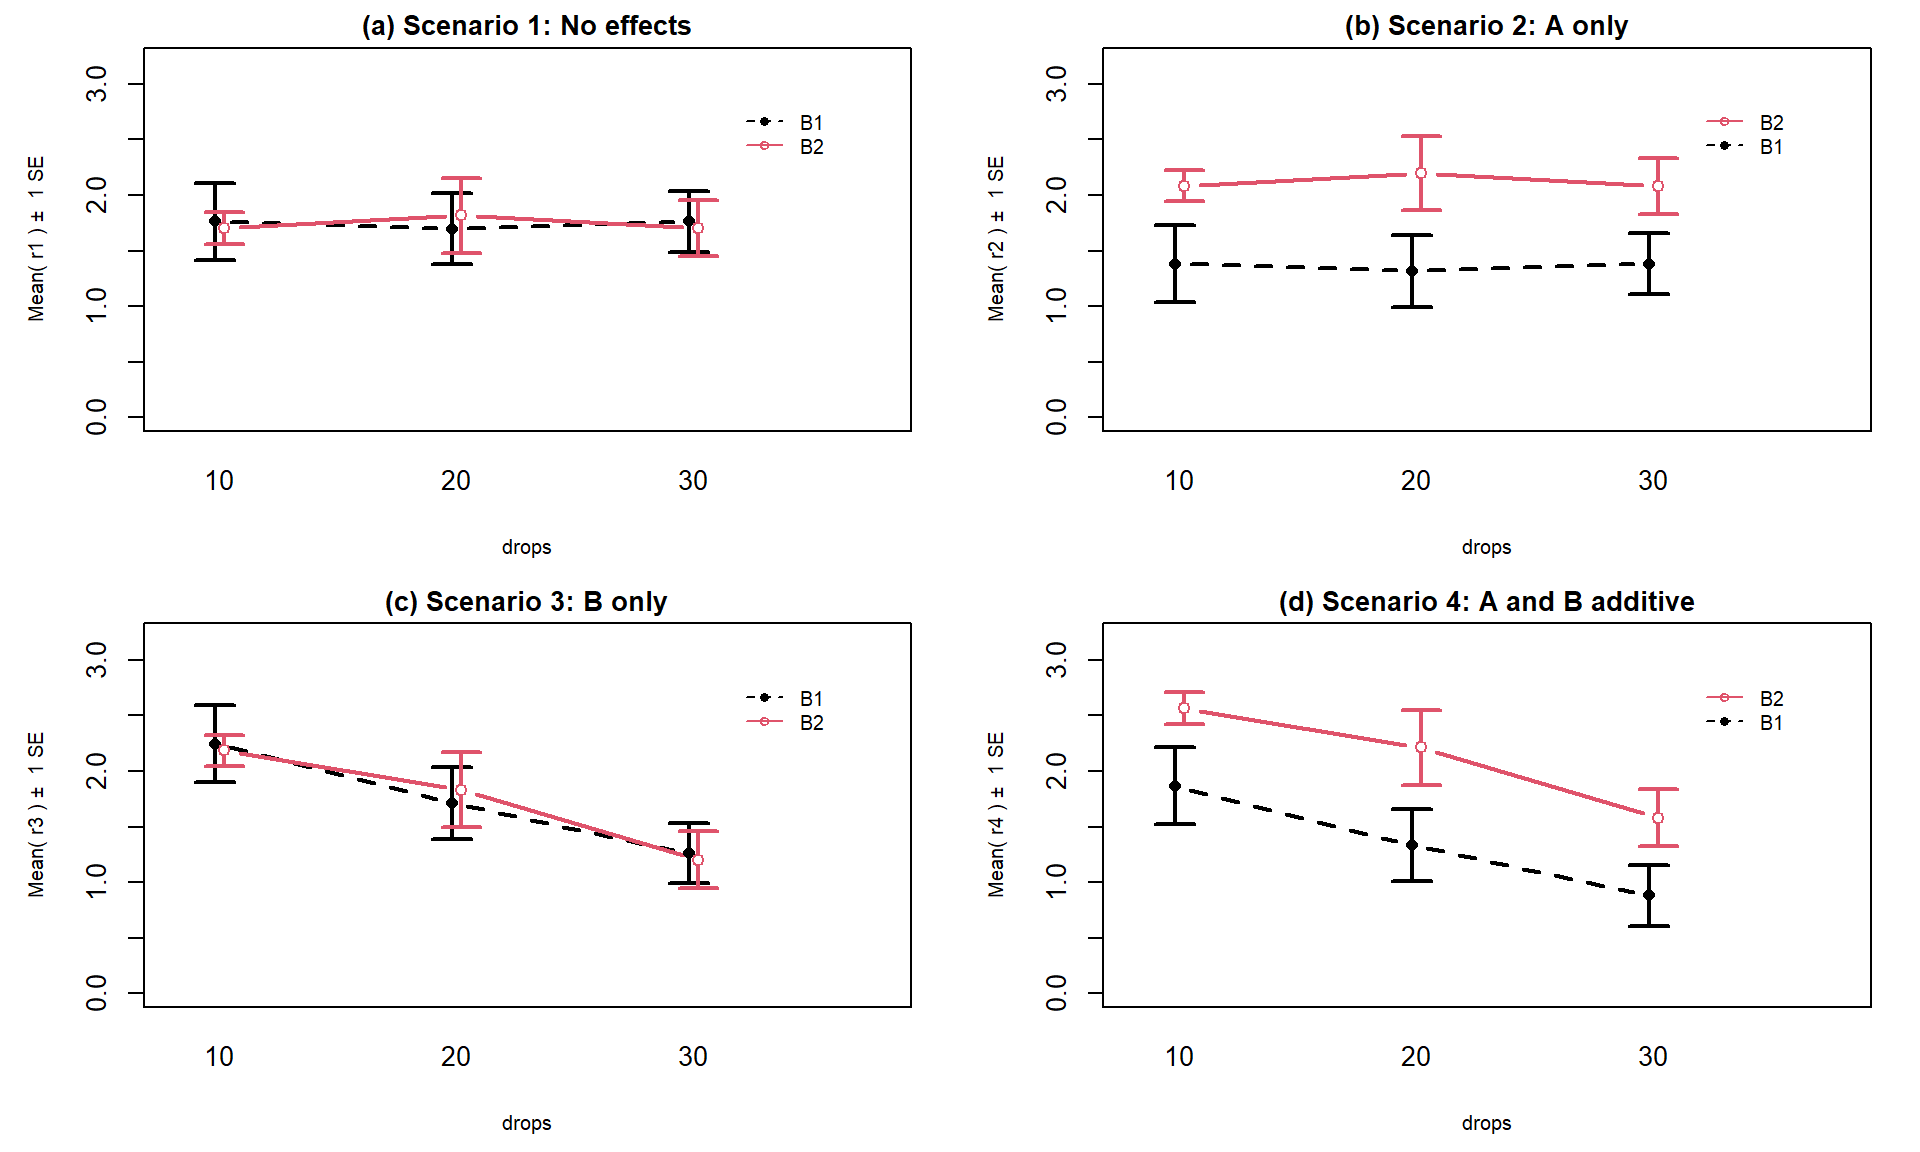 (a) Scenario 1: No effects
Mean( r1 ) ± 1 SE
3.0
2.0
1.0
0.0
B1
B2
10 20 30
drops
(b) Scenario 2: A only
Mean( r2 ) ± 1 SE
3.0
2.0
1.0
0.0
B2
B1
10 20 30
drops
(c) Scenario 3: B only
Mean( r3 ) ± 1 SE
3.0
2.0
1.0
0.0
B1
B2
10 20 30
drops
(d) Scenario 4: A and B additive
Mean( r4 ) ± 1 SE
3.0
2.0
1.0
0.0
B2
B1
10 20 30
drops